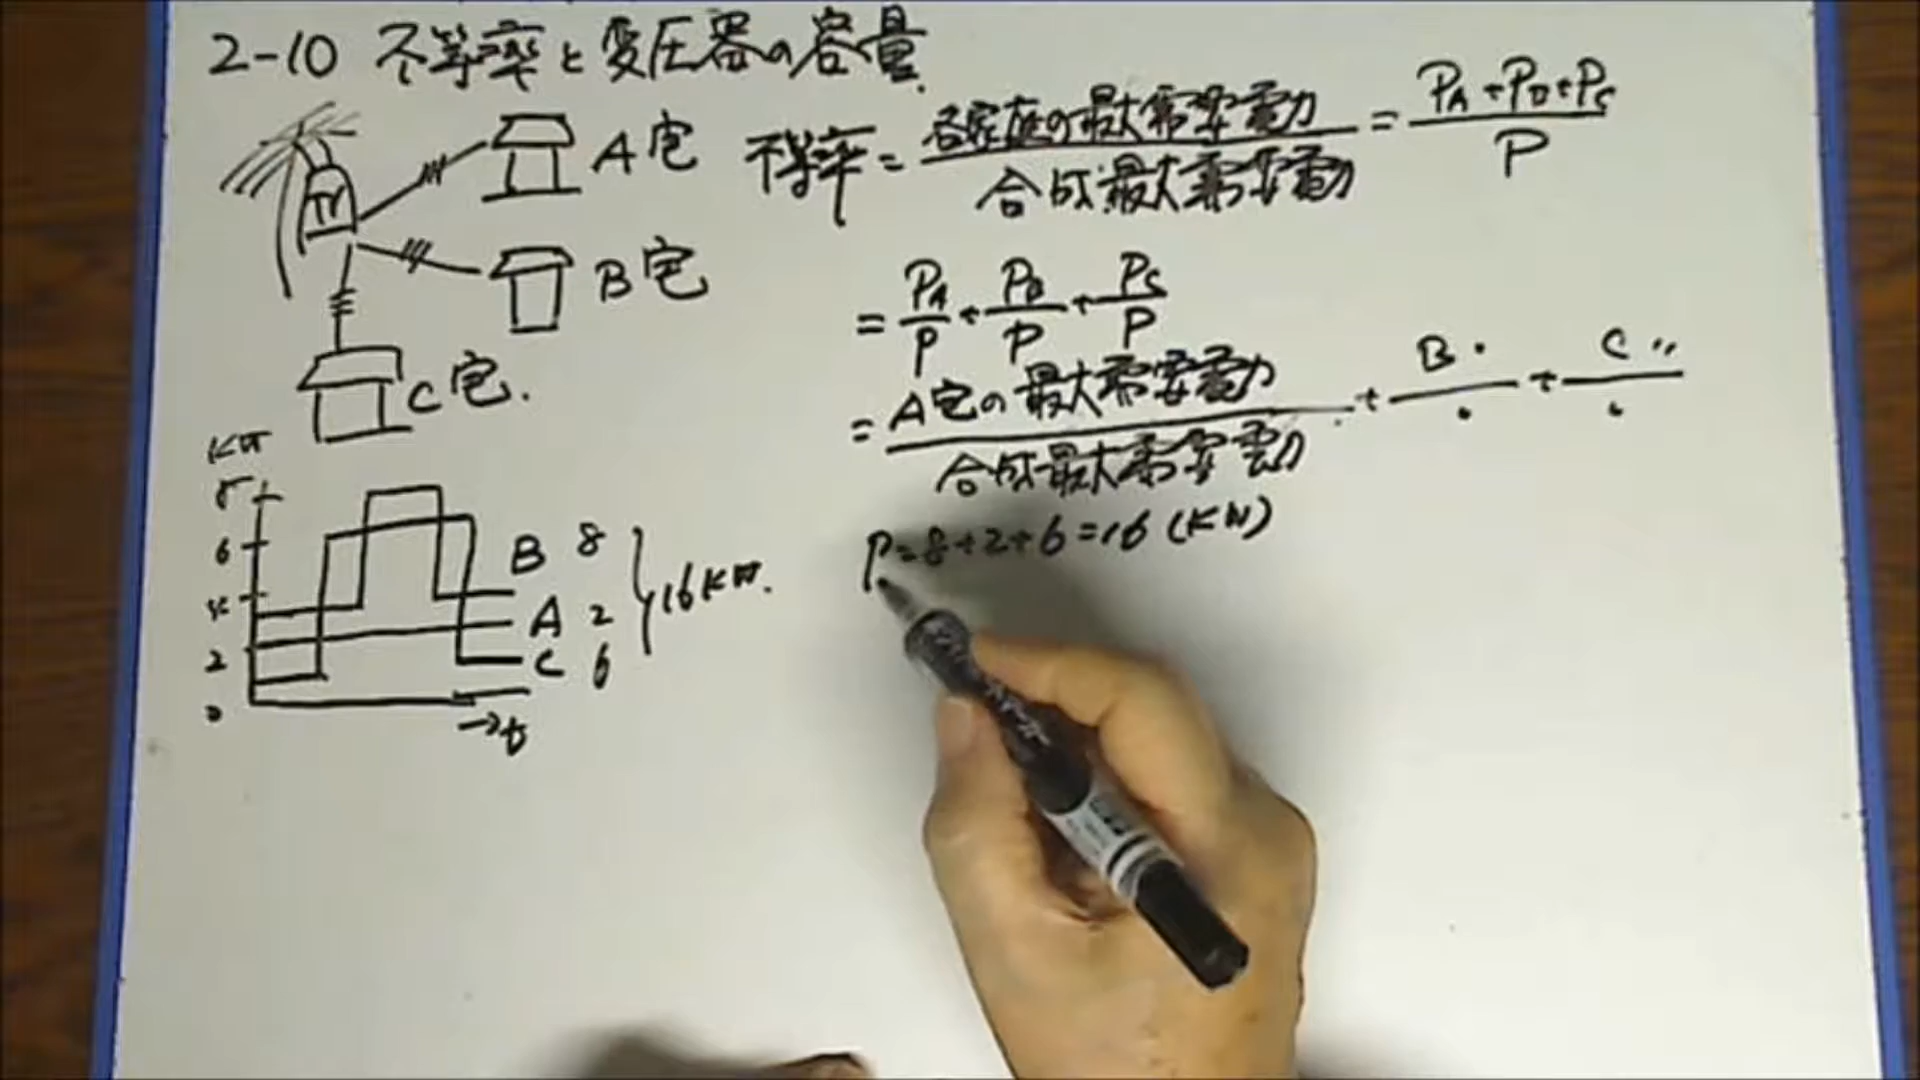 2-10 不等率と変圧器の容量.
A宅
B宅
C宅.
不等率 = 各家庭の最大需要電力 / 合成最大需要電力 = PA+PB+PC / P
= PA/P + PB/P + PC/P
= A宅の最大需要電力 / 合成最大需要電力 + B・ / ・ + C〃 / ・
P=8+2+6=16(KW)
KW
8
6
4
2
0
B 8
A 2
C 6
16KW.
→t